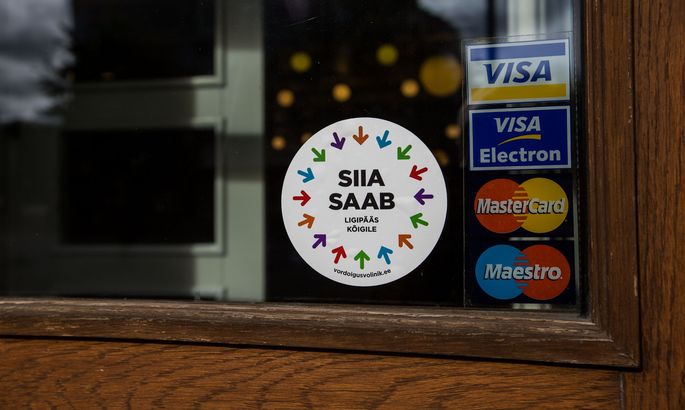 SIIA
SAAB
LIGIPÄÄS
KÕIGILE
vordoigusvolinik.ee
VISA
VISA
Electron
MasterCard
Maestro